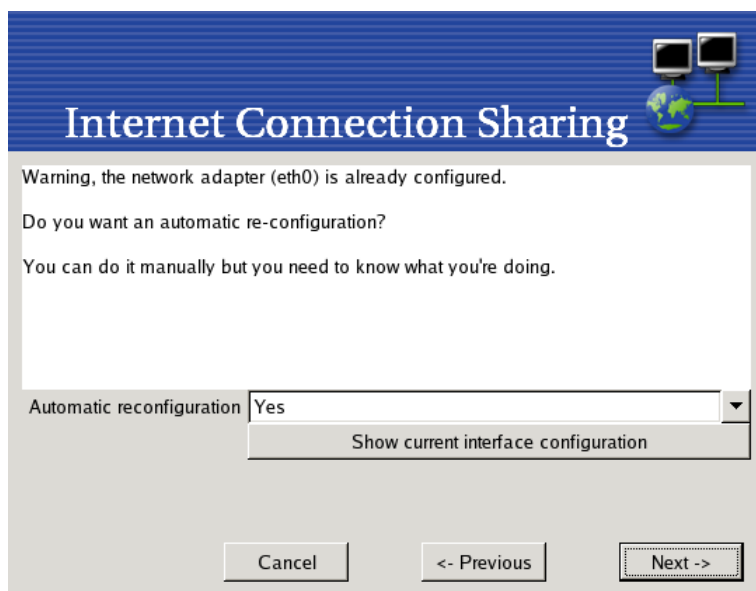 Internet Connection Sharing
Warning, the network adapter (eth0) is already configured.
Do you want an automatic re-configuration?
You can do it manually but you need to know what you're doing.
Automatic reconfiguration Yes
Show current interface configuration
Cancel <- Previous Next ->